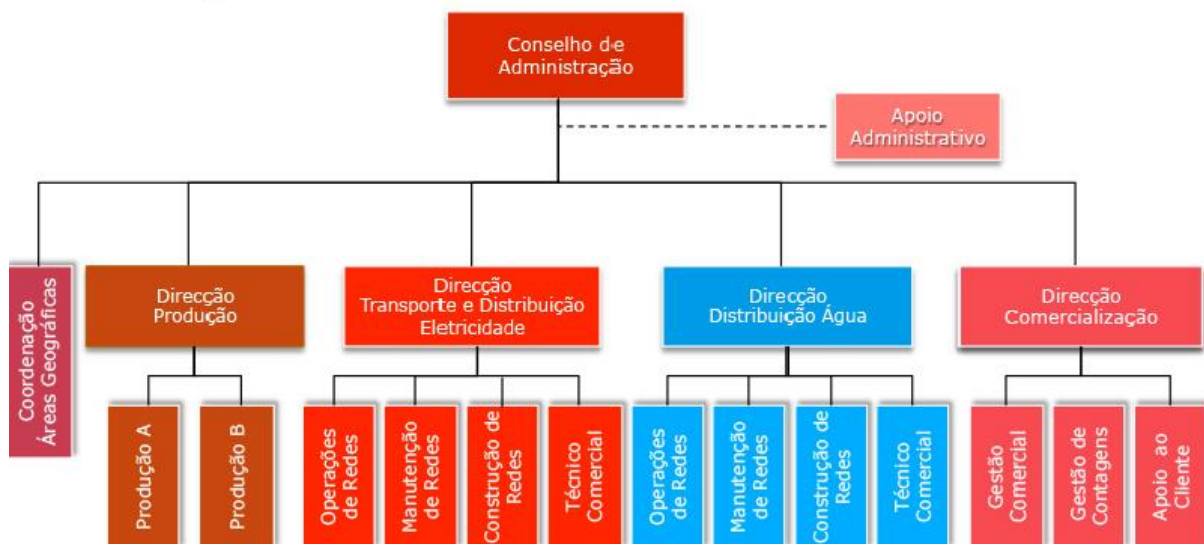 Conselho de
Administração
Apoio
Administrativo
Coordenação
Áreas Geográficas
Direcção
Produção
Direcção
Transporte e Distribuição
Eletricidade
Direcção
Distribuição Água
Direcção
Comercialização
Produção A
Produção B
Operações
de Redes
Manutenção
de Redes
Construção de
Redes
Técnico
Comercial
Operações
de Redes
Manutenção
de Redes
Construção de
Redes
Técnico
Comercial
Gestão
Comercial
Gestão de
Contagens
Apoio ao
Cliente